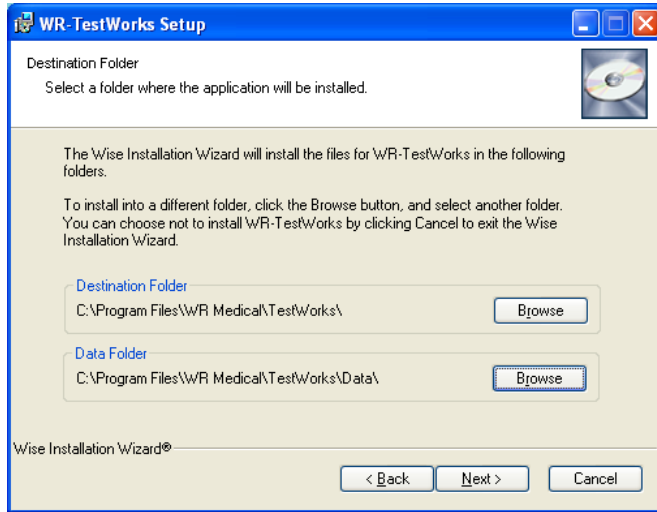 WR-TestWorks Setup
Destination Folder
Select a folder where the application will be installed.
The Wise Installation Wizard will install the files for WR-TestWorks in the following
folders.
To install into a different folder, click the Browse button, and select another folder.
You can choose not to install WR-TestWorks by clicking Cancel to exit the Wise
Installation Wizard.
Destination Folder
C:\Program Files\WR Medical\TestWorks\
Browse
Data Folder
C:\Program Files\WR Medical\TestWorks\Data\
Browse
Wise Installation Wizard®
< Back
Next >
Cancel